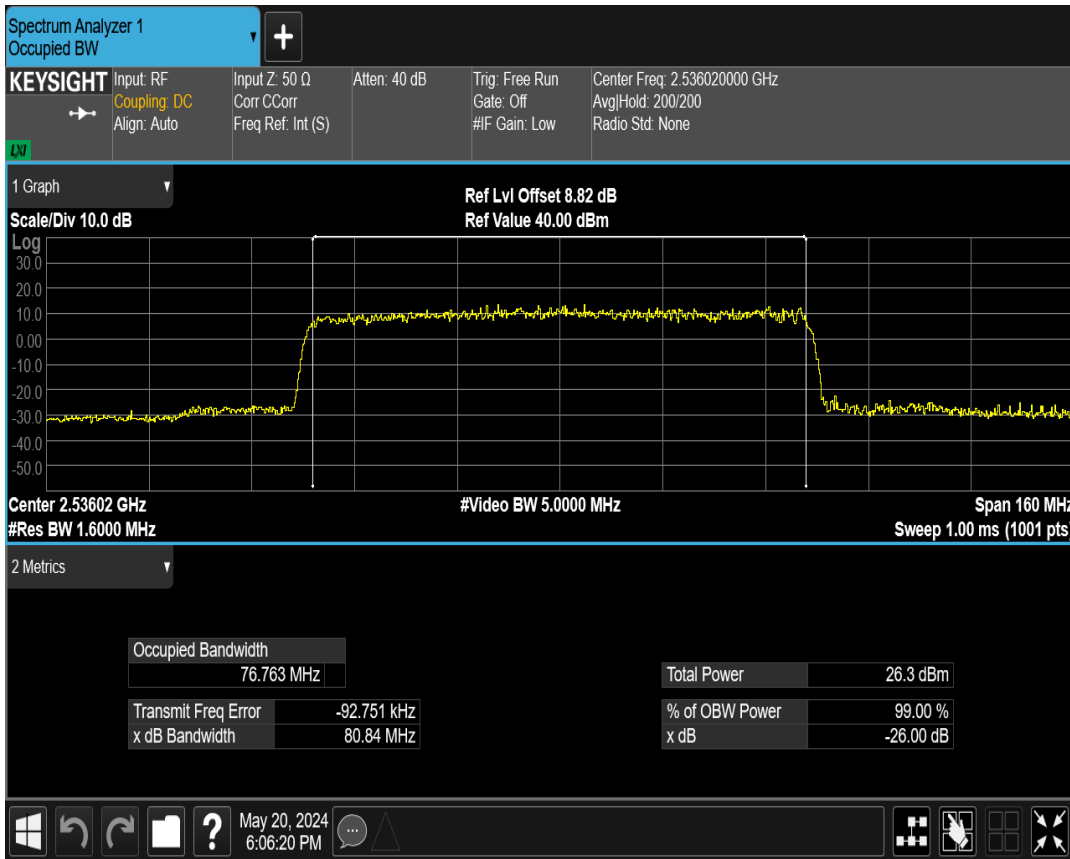 Spectrum Analyzer 1
Occupied BW
KEYSIGHT
LXI
Input: RF
Coupling: DC
Align: Auto
Input Z: 50 Ω
Corr CCorr
Freq Ref: Int (S)
Atten: 40 dB
Trig: Free Run
Gate: Off
#IF Gain: Low
Center Freq: 2.536020000 GHz
Avg|Hold: 200/200
Radio Std: None
1 Graph
Scale/Div 10.0 dB
Ref Lvl Offset 8.82 dB
Ref Value 40.00 dBm
Log
30.0
20.0
10.0
0.00
-10.0
-20.0
-30.0
-40.0
-50.0
Center 2.53602 GHz
#Video BW 5.0000 MHz
Span 160 MHz
#Res BW 1.6000 MHz
Sweep 1.00 ms (1001 pts)
2 Metrics
Occupied Bandwidth
76.763 MHz
Transmit Freq Error -92.751 kHz
x dB Bandwidth 80.84 MHz
Total Power 26.3 dBm
% of OBW Power 99.00 %
x dB -26.00 dB
?
May 20, 2024
6:06:20 PM